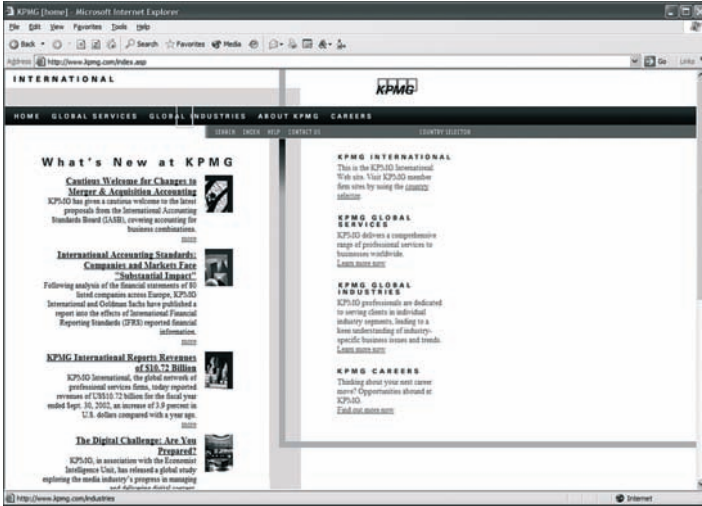 KPMG [home] - Microsoft Internet Explorer
File Edit View Favorites Tools Help
Back Search Favorites Media
Address http://www.kpmg.com/index.asp Go Links
INTERNATIONAL
KPMG
HOME GLOBAL SERVICES GLOBAL INDUSTRIES ABOUT KPMG CAREERS
SEARCH INDEX HELP CONTACT US COUNTRY SELECTOR
What's New at KPMG
Cautious Welcome for Changes to
Merger & Acquisition Accounting
KPMG has given a cautious welcome to the latest
proposals from the International Accounting
Standards Board (IASB), covering accounting for
business combinations.
more
International Accounting Standards:
Companies and Markets Face
"Substantial Impact"
Following analysis of the financial statements of 80
listed companies across Europe, KPMG
International and Goldman Sachs have published a
report into the effects of International Financial
Reporting Standards (IFRS) reported financial
information.
more
KPMG International Reports Revenues
of $10.72 Billion
KPMG International, the global network of
professional services firms, today reported
revenues of US$10.72 billion for the fiscal year
ended Sept. 30, 2002, an increase of 3.9 percent in
U.S. dollars compared with a year ago.
more
The Digital Challenge: Are You
Prepared?
KPMG, in association with the Economist
Intelligence Unit, has released a global study
exploring the media industry's progress in managing
and delivering digital content.
KPMG INTERNATIONAL
This is the KPMG International
Web site. Visit KPMG member
firm sites by using the country
selector.
KPMG GLOBAL
SERVICES
KPMG delivers a comprehensive
range of professional services to
businesses worldwide.
Learn more now
KPMG GLOBAL
INDUSTRIES
KPMG professionals are dedicated
to serving clients in individual
industry segments, leading to a
keen understanding of industry-
specific business issues and trends.
Learn more now
KPMG CAREERS
Thinking about your next career
move? Opportunities abound at
KPMG.
Find out more now
http://www.kpmg.com/industries Internet